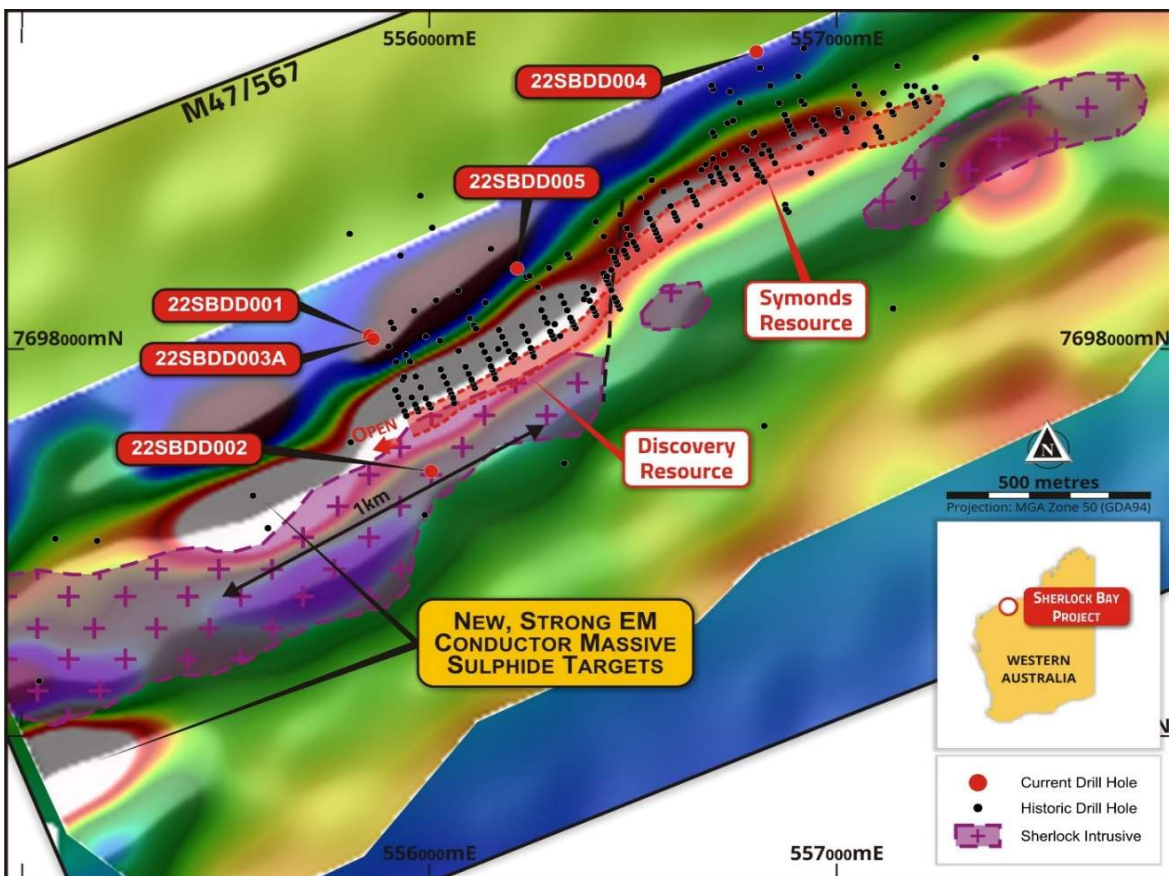 556000mE
557000mE
M47/567
22SBDD004
22SBDD005
22SBDD001
22SBDD003A
7698000mN
7698000mN
Symonds
Resource
OPEN
22SBDD002
Discovery
Resource
1km
N
500 metres
Projection: MGA Zone 50 (GDA94)
NEW, STRONG EM
CONDUCTOR MASSIVE
SULPHIDE TARGETS
SHERLOCK BAY
PROJECT
WESTERN
AUSTRALIA
N
Current Drill Hole
Historic Drill Hole
Sherlock Intrusive
556000mE
557000mE